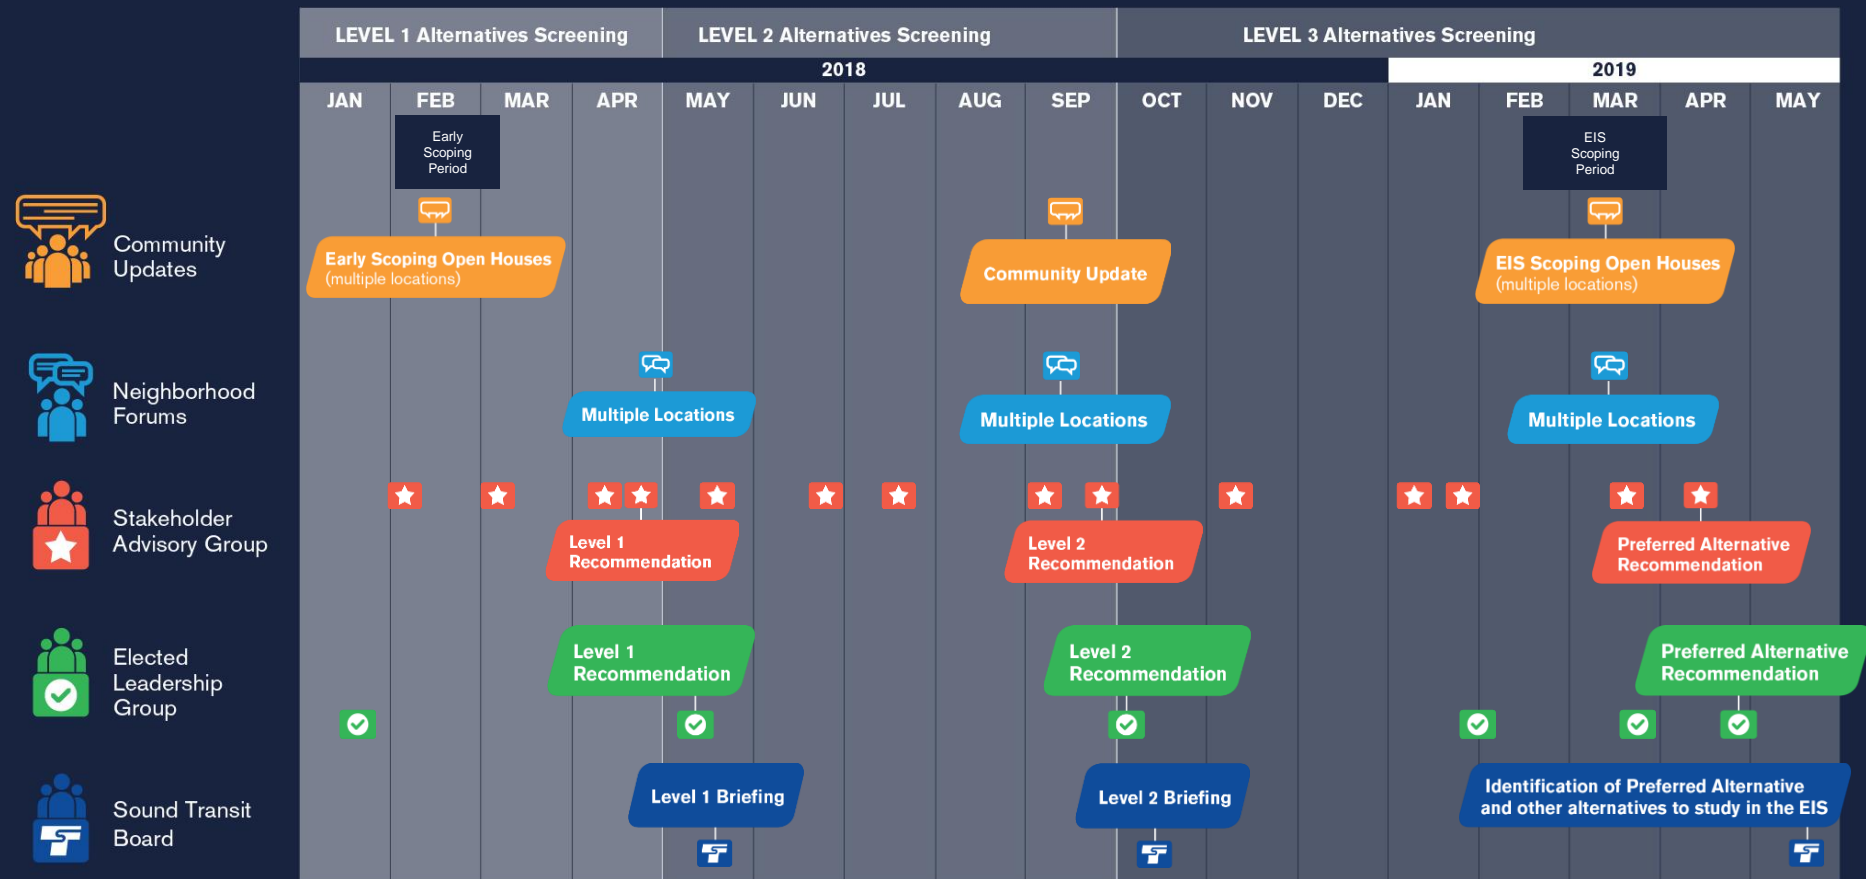 LEVEL 1 Alternatives Screening
LEVEL 2 Alternatives Screening
LEVEL 3 Alternatives Screening
2018
2019
JAN
FEB
MAR
APR
MAY
JUN
JUL
AUG
SEP
OCT
NOV
DEC
JAN
FEB
MAR
APR
MAY
Early
Scoping
Period
EIS
Scoping
Period
Community
Updates
Early Scoping Open Houses
(multiple locations)
Community Update
EIS Scoping Open Houses
(multiple locations)
Neighborhood
Forums
Multiple Locations
Multiple Locations
Multiple Locations
Stakeholder
Advisory Group
Level 1
Recommendation
Level 2
Recommendation
Preferred Alternative
Recommendation
Elected
Leadership
Group
Level 1
Recommendation
Level 2
Recommendation
Preferred Alternative
Recommendation
Sound Transit
Board
Level 1 Briefing
Level 2 Briefing
Identification of Preferred Alternative
and other alternatives to study in the EIS